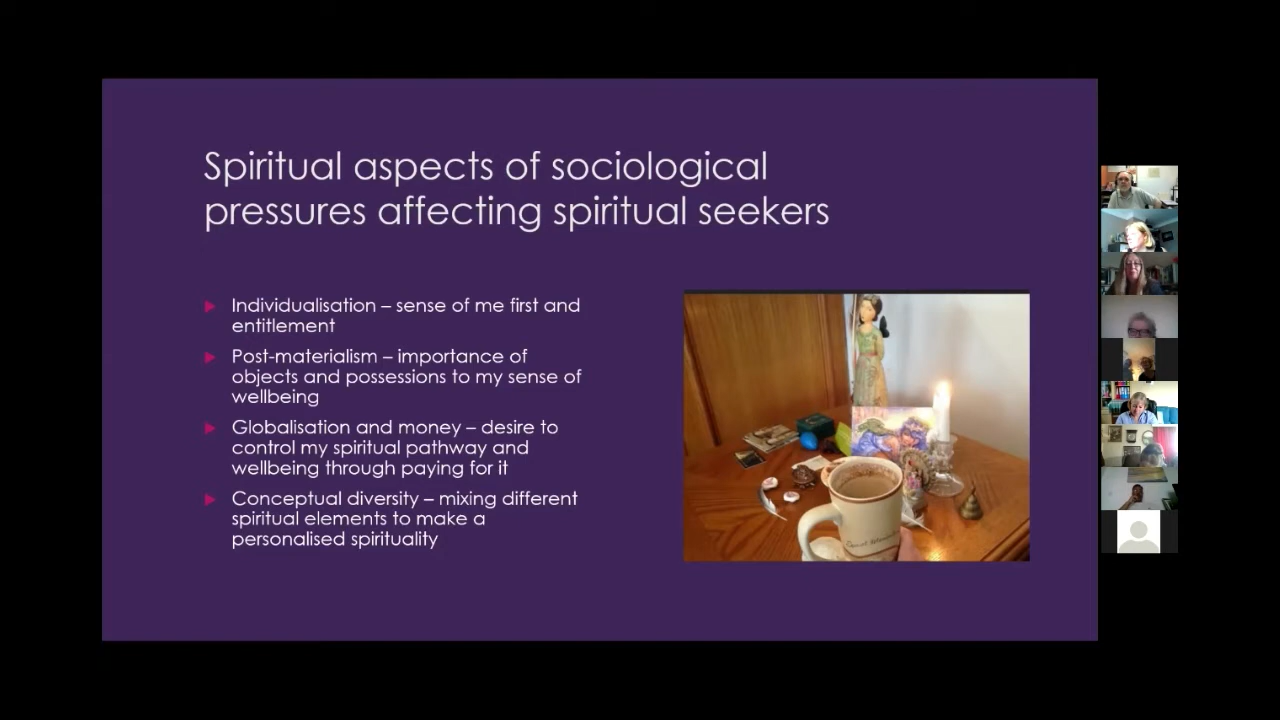 Spiritual aspects of sociological
pressures affecting spiritual seekers
Individualisation – sense of me first and
entitlement
Post-materialism – importance of
objects and possessions to my sense of
wellbeing
Globalisation and money – desire to
control my spiritual pathway and
wellbeing through paying for it
Conceptual diversity – mixing different
spiritual elements to make a
personalised spirituality